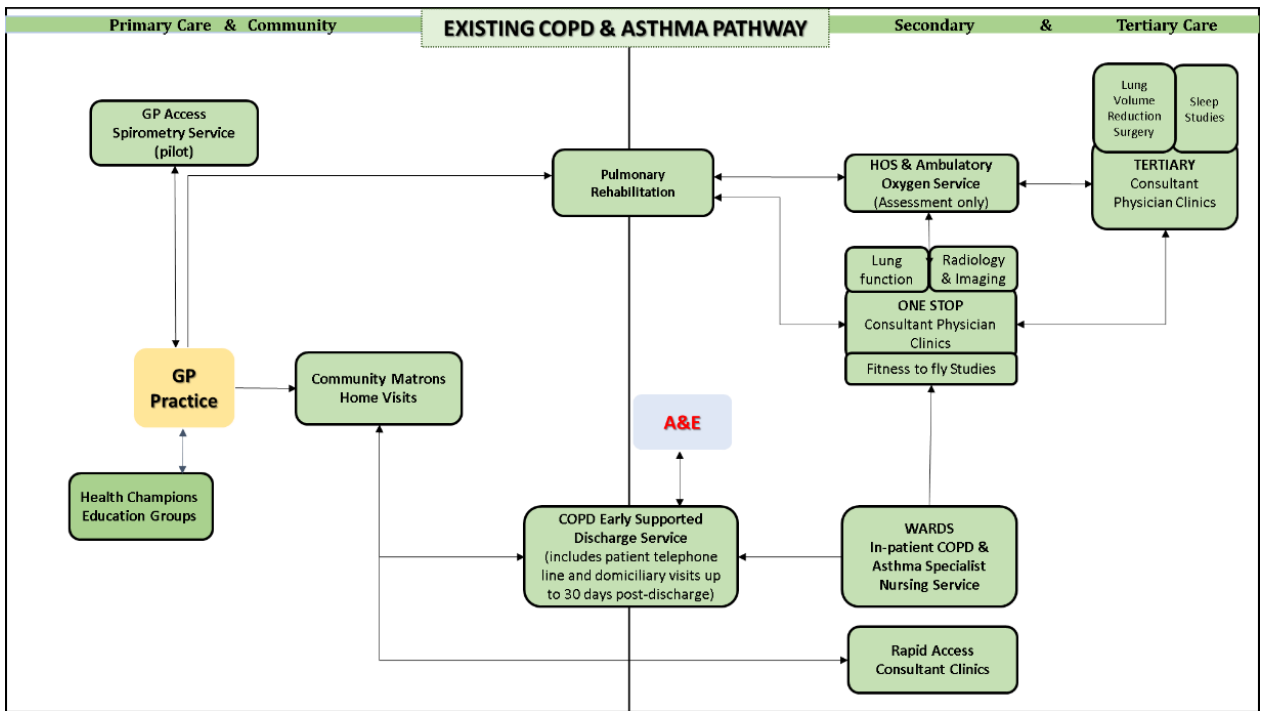 Primary Care & Community
EXISTING COPD & ASTHMA PATHWAY
Secondary & Tertiary Care
GP Access
Spirometry Service
(pilot)
Pulmonary
Rehabilitation
HOS & Ambulatory
Oxygen Service
(Assessment only)
Lung
Volume
Reduction
Surgery
Sleep
Studies
TERTIARY
Consultant
Physician Clinics
Lung
function
Radiology
& Imaging
ONE STOP
Consultant Physician
Clinics
Fitness to fly Studies
GP
Practice
Community Matrons
Home Visits
A&E
Health Champions
Education Groups
COPD Early Supported
Discharge Service
(includes patient telephone
line and domiciliary visits up
to 30 days post-discharge)
WARDS
In-patient COPD &
Asthma Specialist
Nursing Service
Rapid Access
Consultant Clinics